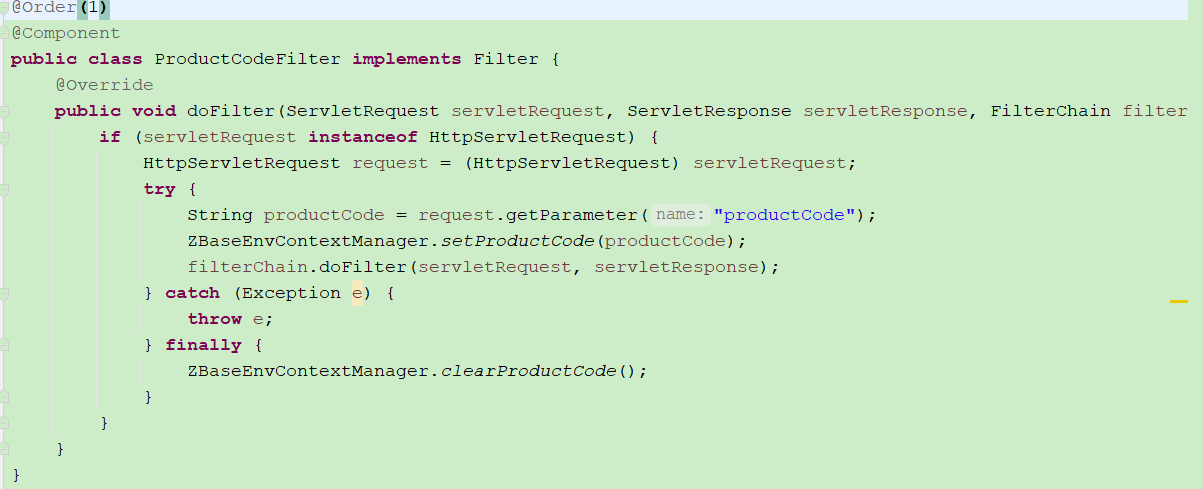 @Order(1)
@Component
public class ProductCodeFilter implements Filter {
@Override
public void doFilter(ServletRequest servletRequest, ServletResponse servletResponse, FilterChain filter
if (servletRequest instanceof HttpServletRequest) {
HttpServletRequest request = (HttpServletRequest) servletRequest;
try {
String productCode = request.getParameter( name: "productCode");
ZBaseEnvContextManager.setProductCode(productCode);
filterChain.doFilter(servletRequest, servletResponse);
} catch (Exception e) {
throw e;
} finally {
ZBaseEnvContextManager.clearProductCode();
}
}
}
}